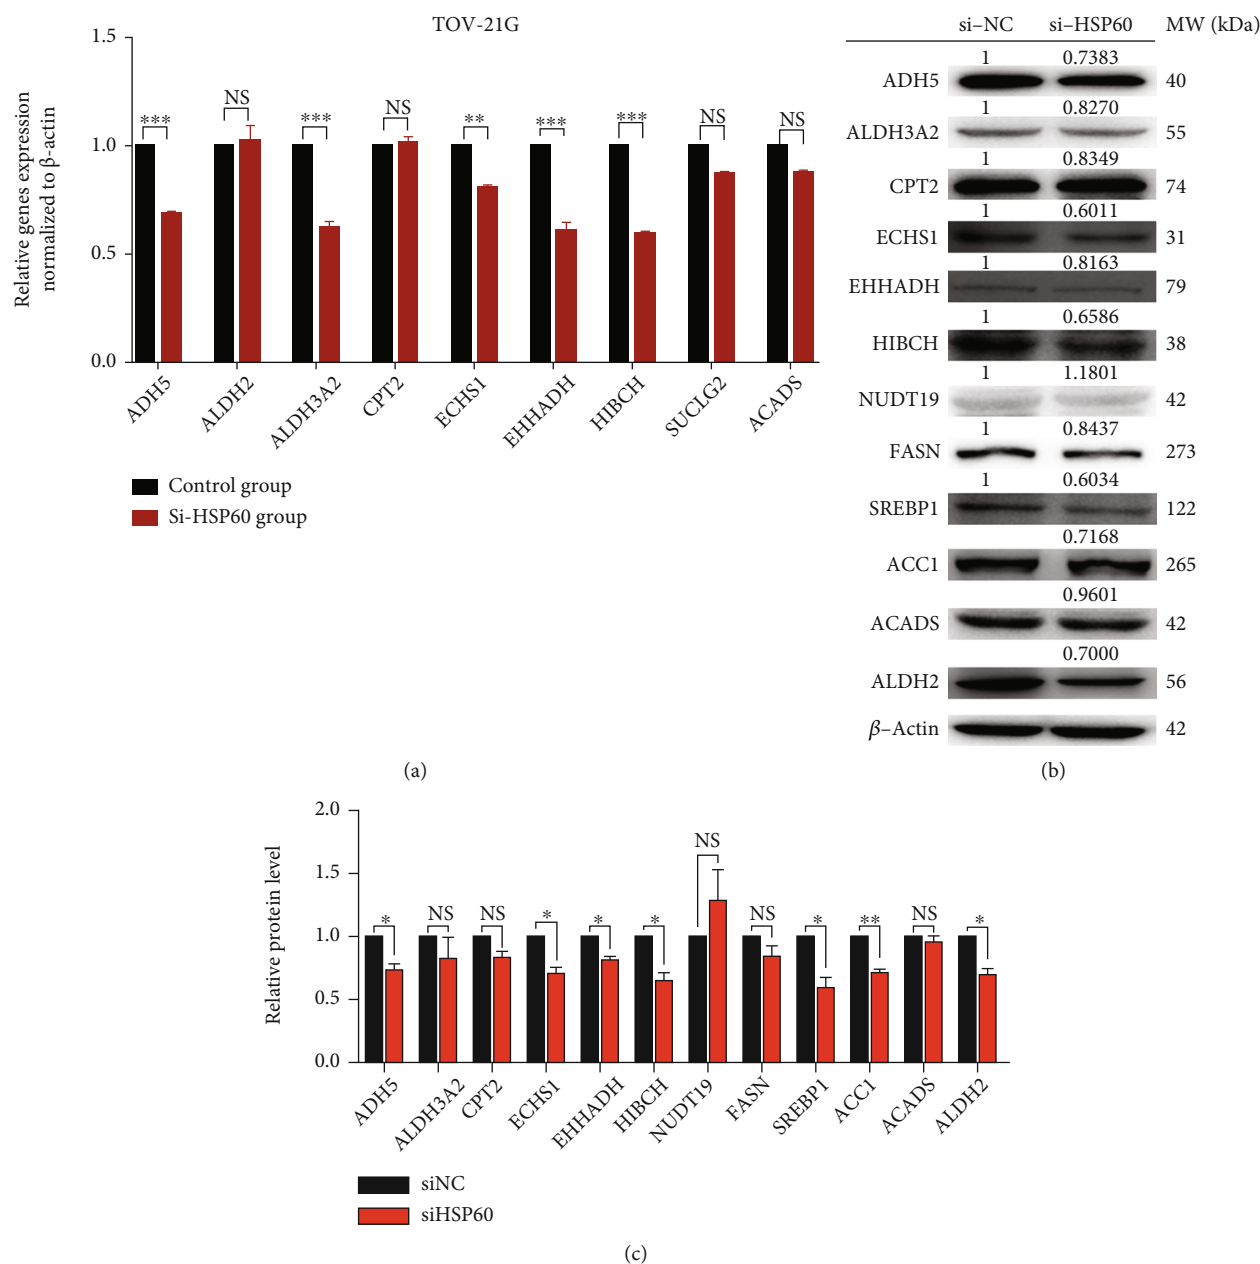 TOV-21G
Relative genes expression
normalized to β-actin
1.5
1.0
0.5
0.0
*** NS *** NS ** *** *** NS NS
ADH5 ALDH2 ALDH3A2 CPT2 ECHS1 EHHADH HIBCH SUCLG2 ACADS
Control group
Si-HSP60 group
(a)
si–NC si–HSP60 MW (kDa)
1 0.7383
ADH5 40
1 0.8270
ALDH3A2 55
1 0.8349
CPT2 74
1 0.6011
ECHS1 31
1 0.8163
EHHADH 79
1 0.6586
HIBCH 38
1 1.1801
NUDT19 42
1 0.8437
FASN 273
1 0.6034
SREBP1 122
0.7168
ACC1 265
0.9601
ACADS 42
0.7000
ALDH2 56
β–Actin 42
(b)
Relative protein level
2.0
1.5
1.0
0.5
0.0
* NS NS * * * NS NS * ** NS *
ADH5 ALDH3A2 CPT2 ECHS1 EHHADH HIBCH NUDT19 FASN SREBP1 ACC1 ACADS ALDH2
siNC
siHSP60
(c)